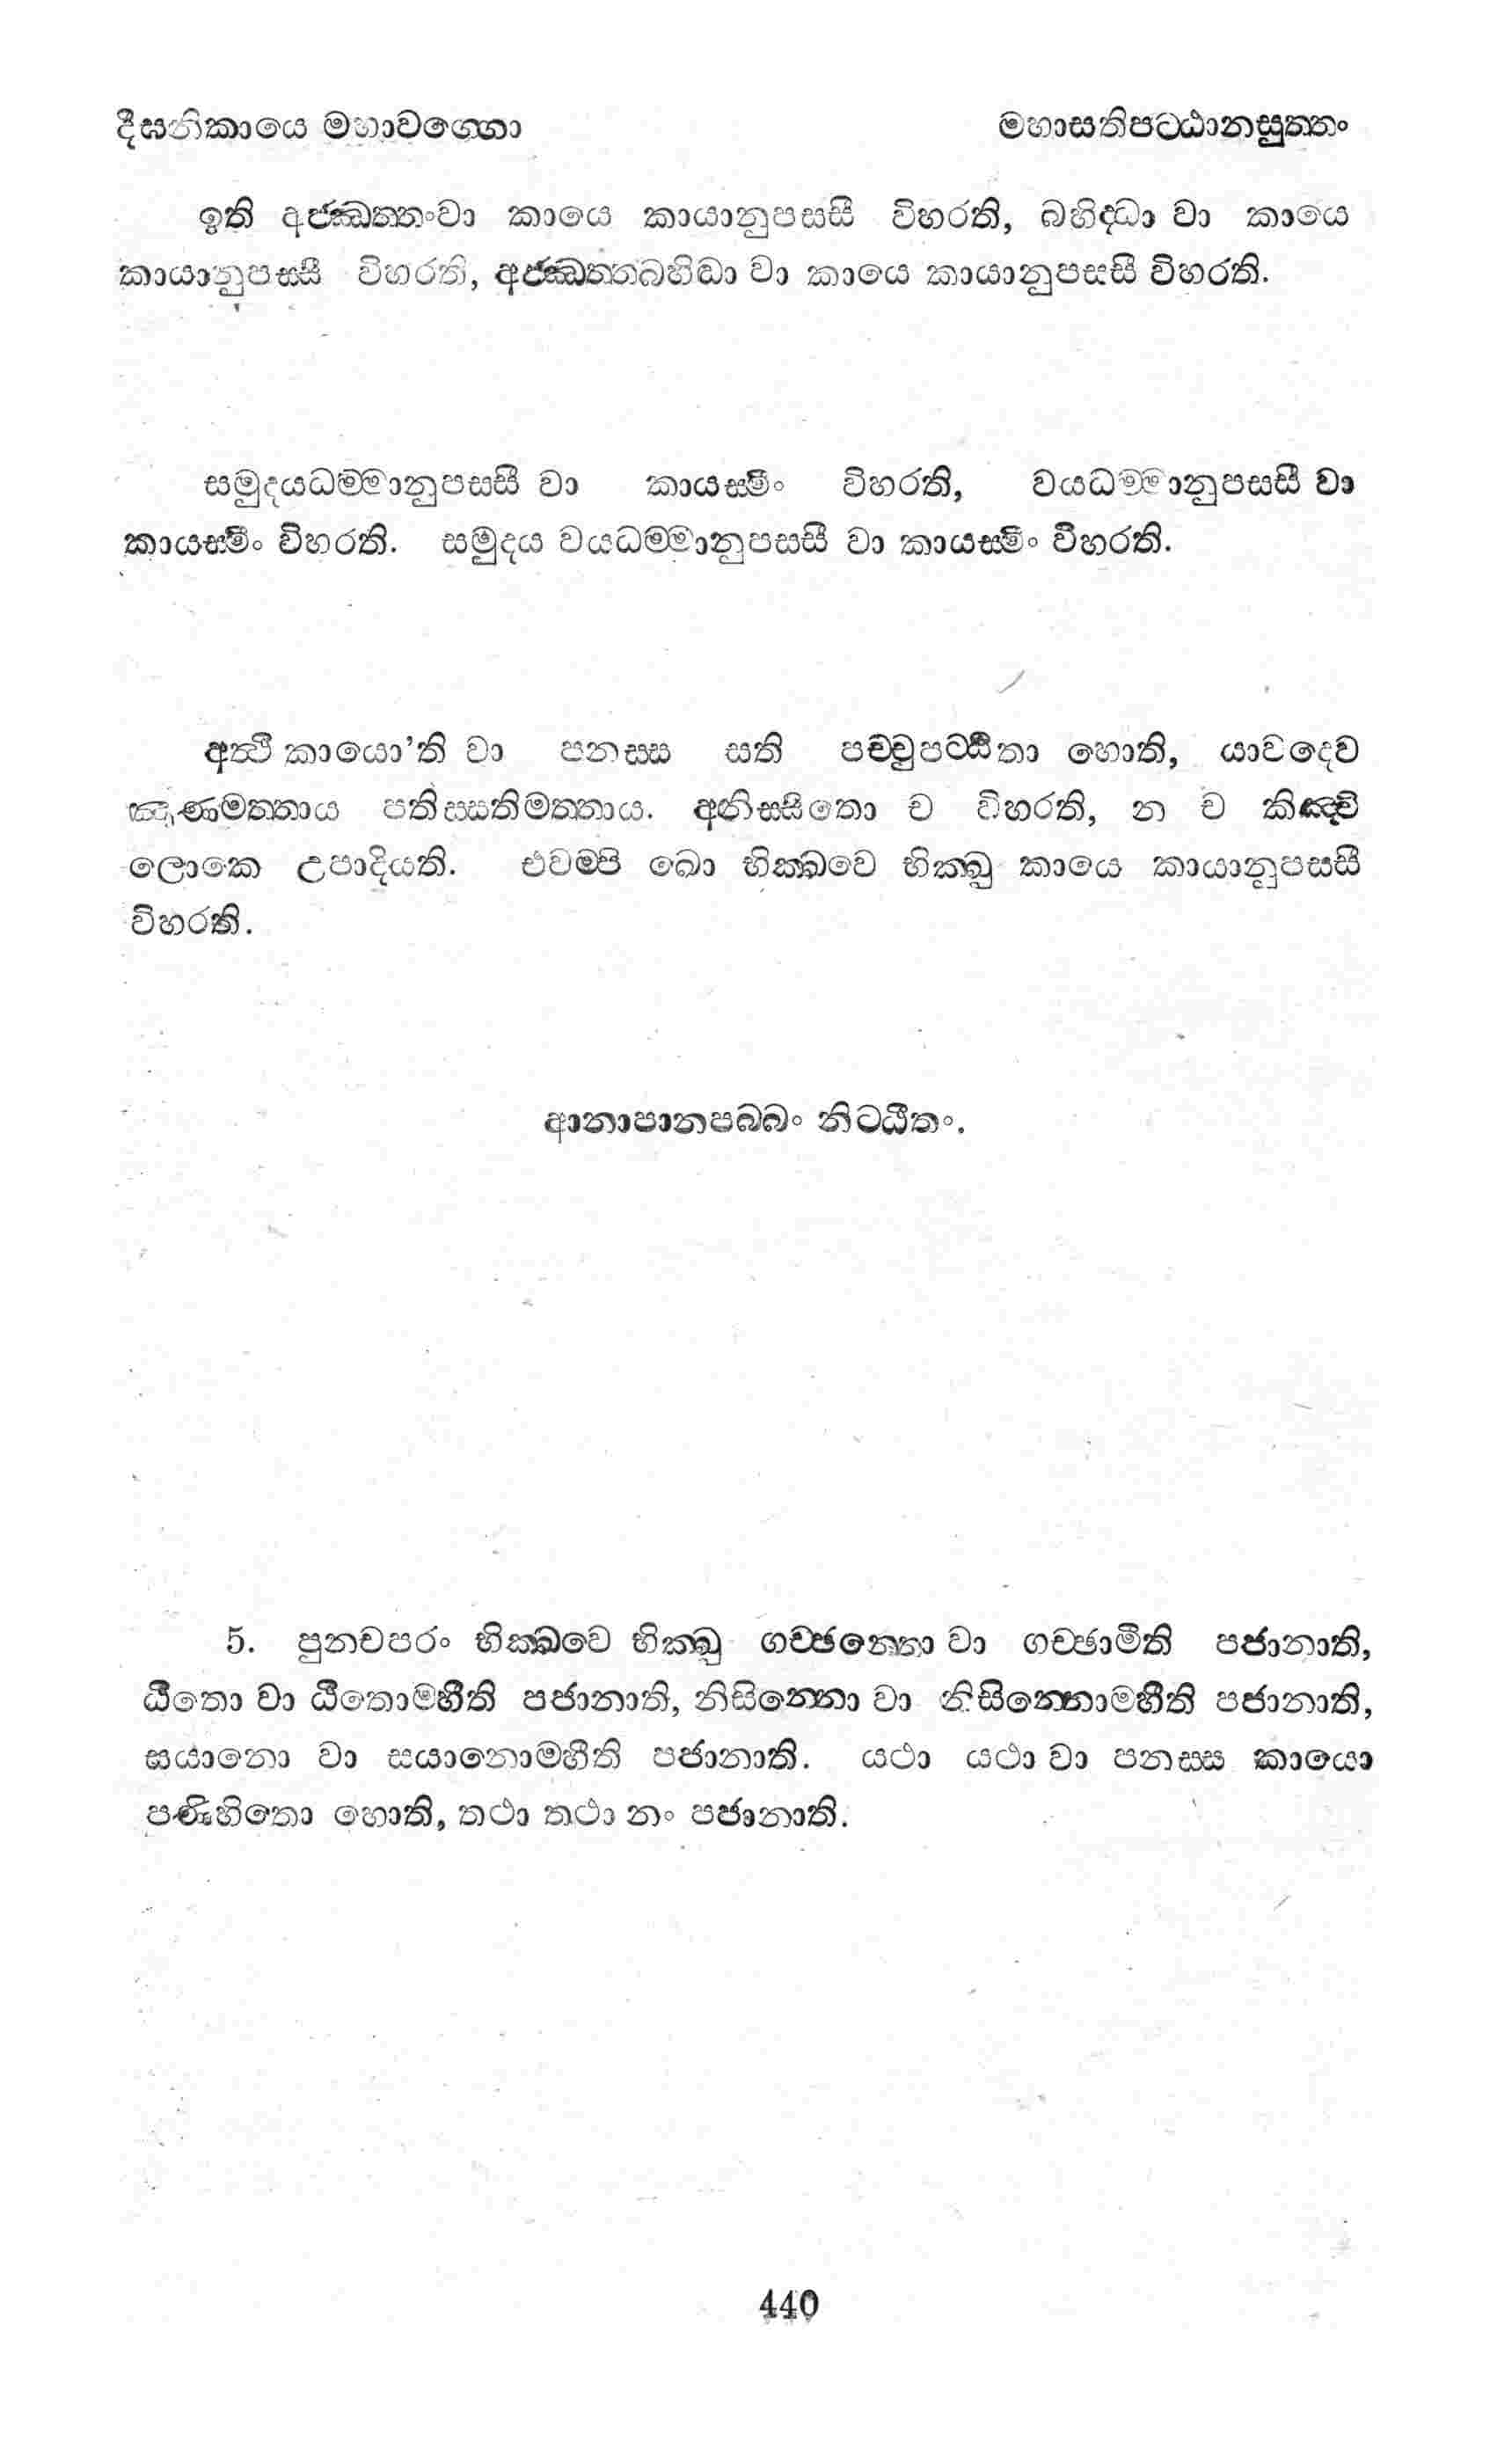 දීඝනිකායෙ මහාවග්ගො මහාසතිපට්ඨානසුත්තං
ඉති අජ්ඣත්තංවා කායෙ කායානුපස්සී විහරති, බහිද්ධා වා කායෙ
කායානුපස්සී විහරති, අජ්ඣත්තබහිද්ධා වා කායෙ කායානුපස්සී විහරති.
සමුදයධම්මානුපස්සී වා කායස්මිං විහරති, වයධම්මානුපස්සී වා
කායස්මිං විහරති. සමුදය වයධම්මානුපස්සී වා කායස්මිං විහරති.
අත්ථි කායො'ති වා පනස්ස සති පච්චුපට්ඨිතා හොති, යාවදෙව
ඤාණමත්තාය පතිස්සතිමත්තාය. අනිස්සිතො ච විහරති, න ච කිඤ්චි
ලොකෙ උපාදියති. එවම්පි ඛො භික්ඛවෙ භික්ඛු කායෙ කායානුපස්සී
විහරති.
ආනාපානපබ්බං නිට්ඨිතං.
5. පුනචපරං භික්ඛවෙ භික්ඛු ගච්ඡන්තො වා ගච්ඡාමීති පජානාති,
ඨිතො වා ඨිතොම්හීති පජානාති, නිසින්නො වා නිසින්නොම්හීති පජානාති,
සයානො වා සයානොම්හීති පජානාති. යථා යථා වා පනස්ස කායො
පණිහිතො හොති, තථා තථා නං පජානාති.
440